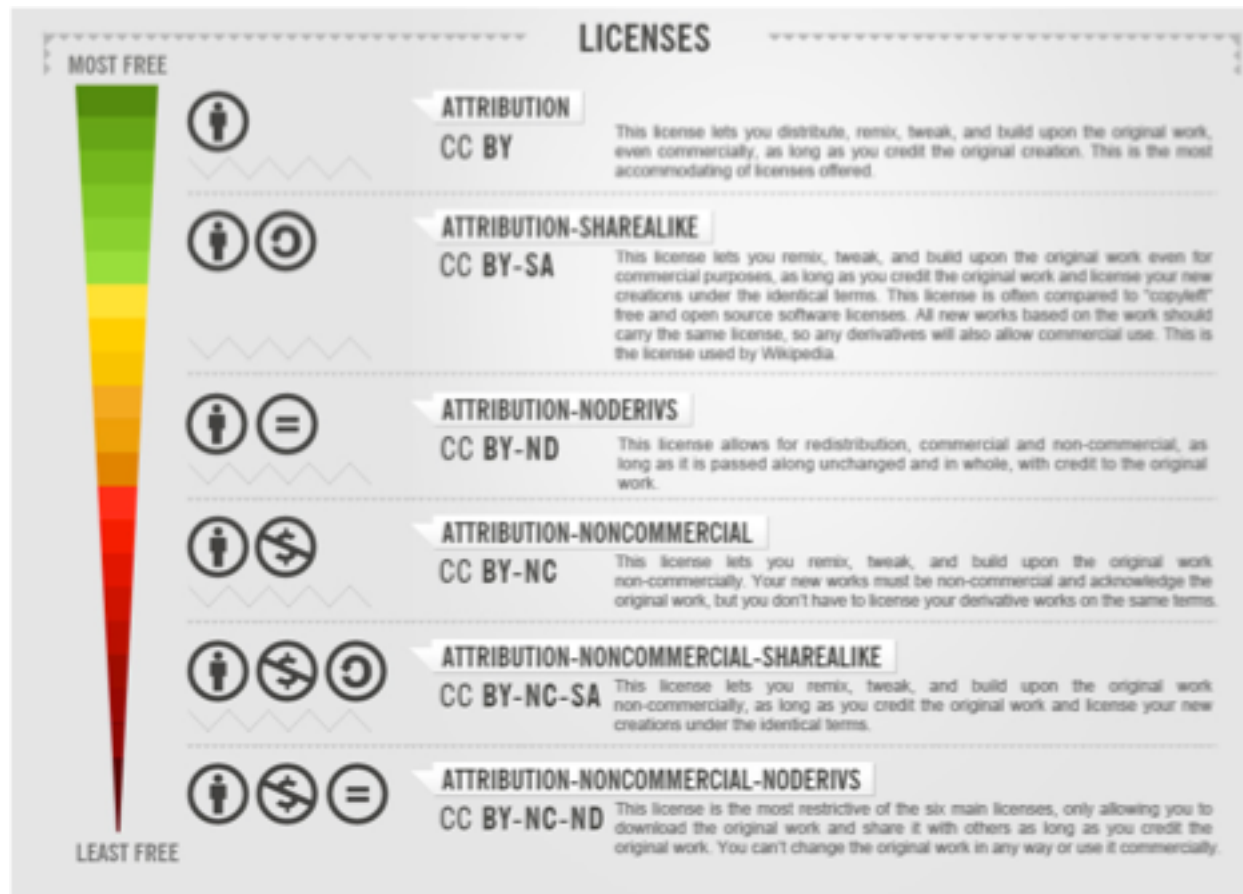 LICENSES
MOST FREE
ATTRIBUTION
CC BY
This license lets you distribute, remix, tweak, and build upon the original work,
even commercially, as long as you credit the original creation. This is the most
accommodating of licenses offered.
ATTRIBUTION-SHAREALIKE
CC BY-SA
This license lets you remix, tweak, and build upon the original work even for
commercial purposes, as long as you credit the original work and license your new
creations under the identical terms. This license is often compared to "copyleft"
free and open source software licenses. All new works based on the work should
carry the same license, so any derivatives will also allow commercial use. This is
the license used by Wikipedia.
ATTRIBUTION-NODERIVS
CC BY-ND
This license allows for redistribution, commercial and non-commercial, as
long as it is passed along unchanged and in whole, with credit to the original
work.
ATTRIBUTION-NONCOMMERCIAL
CC BY-NC
This license lets you remix, tweak, and build upon the original work
non-commercially. Your new works must be non-commercial and acknowledge the
original work, but you don't have to license your derivative works on the same terms.
ATTRIBUTION-NONCOMMERCIAL-SHAREALIKE
CC BY-NC-SA
This license lets you remix, tweak, and build upon the original work
non-commercially, as long as you credit the original work and license your new
creations under the identical terms.
ATTRIBUTION-NONCOMMERCIAL-NODERIVS
CC BY-NC-ND
This license is the most restrictive of the six main licenses, only allowing you to
download the original work and share it with others as long as you credit the
original work. You can't change the original work in any way or use it commercially.
LEAST FREE